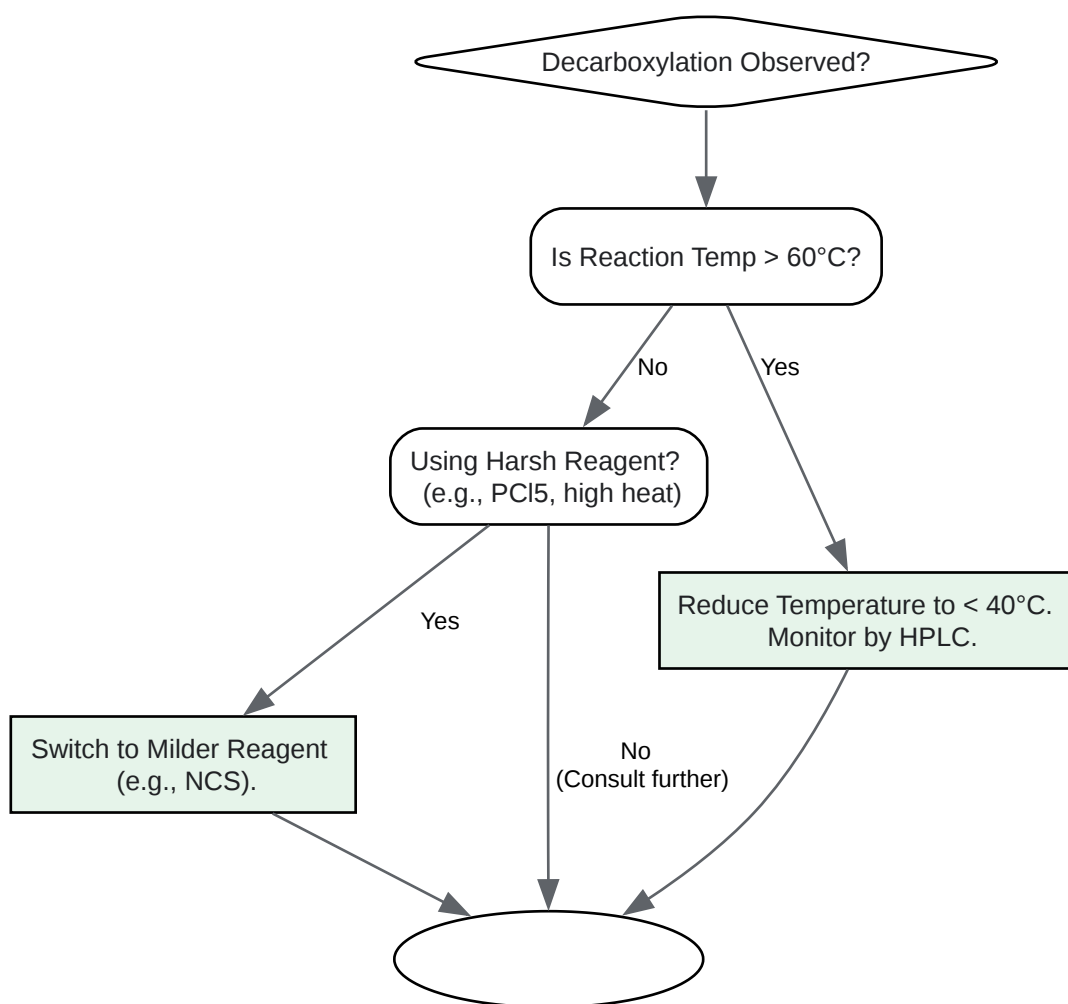 Decarboxylation Observed?
Is Reaction Temp > 60°C?
No
Yes
Using Harsh Reagent?
(e.g., PCl5, high heat)
Reduce Temperature to < 40°C.
Monitor by HPLC.
Yes
Switch to Milder Reagent
(e.g., NCS).
No
(Consult further)